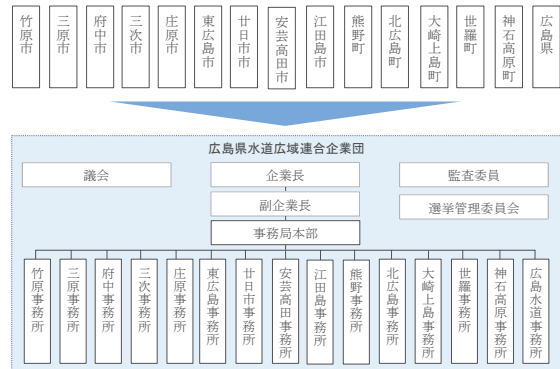 竹原市
三原市
府中市
三次市
庄原市
東広島市
廿日市市
安芸高田市
江田島市
熊野町
北広島町
大崎上島町
世羅町
神石高原町
広島県
広島県水道広域連合企業団
議会
企業長
監査委員
副企業長
選挙管理委員会
事務局本部
竹原事務所
三原事務所
府中事務所
三次事務所
庄原事務所
東広島事務所
廿日市事務所
安芸高田事務所
江田島事務所
熊野事務所
北広島事務所
大崎上島事務所
世羅事務所
神石高原事務所
広島水道事務所